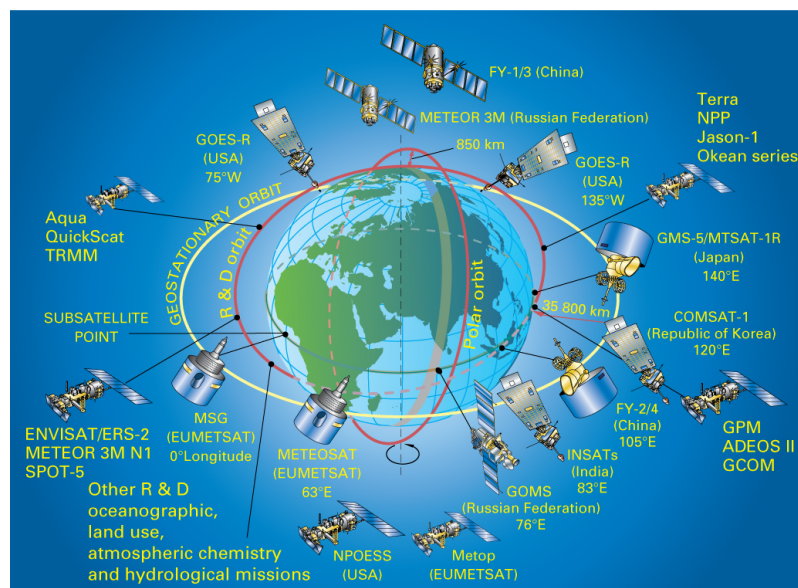 FY-1/3 (China)
METEOR 3M (Russian Federation)
850 km
GOES-R
(USA)
75°W
GOES-R
(USA)
135°W
Terra
NPP
Jason-1
Okean series
Aqua
QuickScat
TRMM
GEOSTATIONARY ORBIT
R & D orbit
Polar orbit
GMS-5/MTSAT-1R
(Japan)
140°E
35 800 km
SUBSATELLITE
POINT
COMSAT-1
(Republic of Korea)
120°E
ENVISAT/ERS-2
METEOR 3M N1
SPOT-5
MSG
(EUMETSAT)
0°Longitude
METEOSAT
(EUMETSAT)
63°E
GOMS
(Russian Federation)
76°E
INSATs
(India)
83°E
FY-2/4
(China)
105°E
GPM
ADEOS II
GCOM
Other R & D
oceanographic,
land use,
atmospheric chemistry
and hydrological missions
NPOESS
(USA)
Metop
(EUMETSAT)